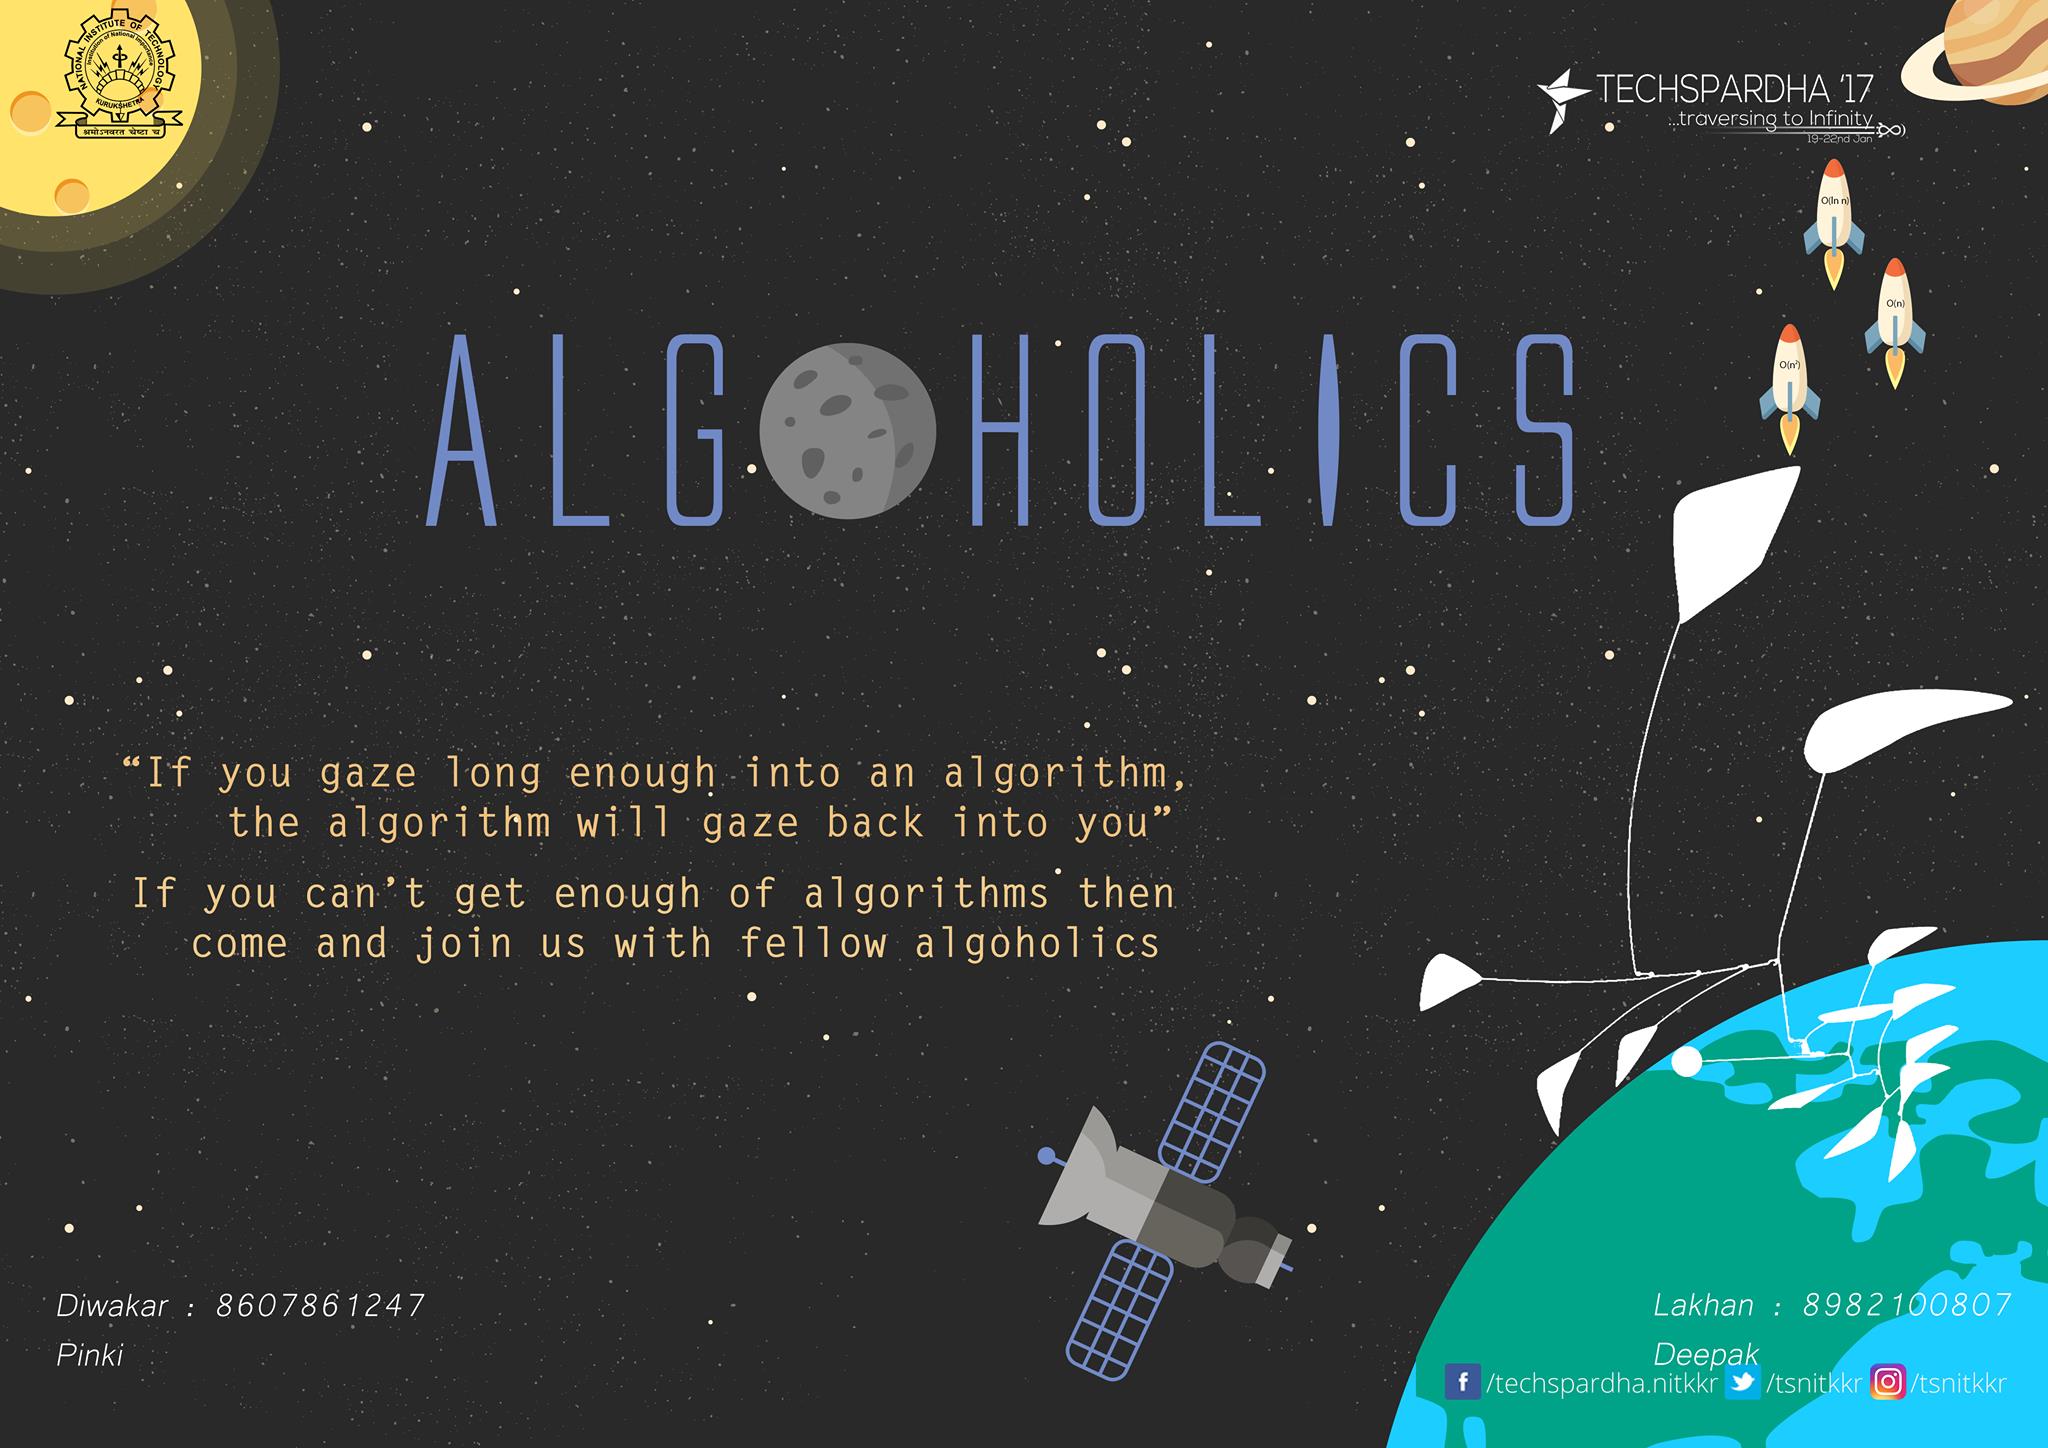 NATIONAL INSTITUTE OF TECHNOLOGY
Institution of National Importance
KURUKSHETRA
श्रमोऽनवरत चेष्टा च
TECHSPARDHA '17
...traversing to Infinity
19-22nd Jan
O(ln n)
O(n)
O(n²)
ALGOHOLICS
“If you gaze long enough into an algorithm,
the algorithm will gaze back into you”
If you can’t get enough of algorithms then
come and join us with fellow algoholics
Diwakar : 8607861247
Pinki
Lakhan : 8982100807
Deepak
/techspardha.nitkkr /tsnitkkr /tsnitkkr